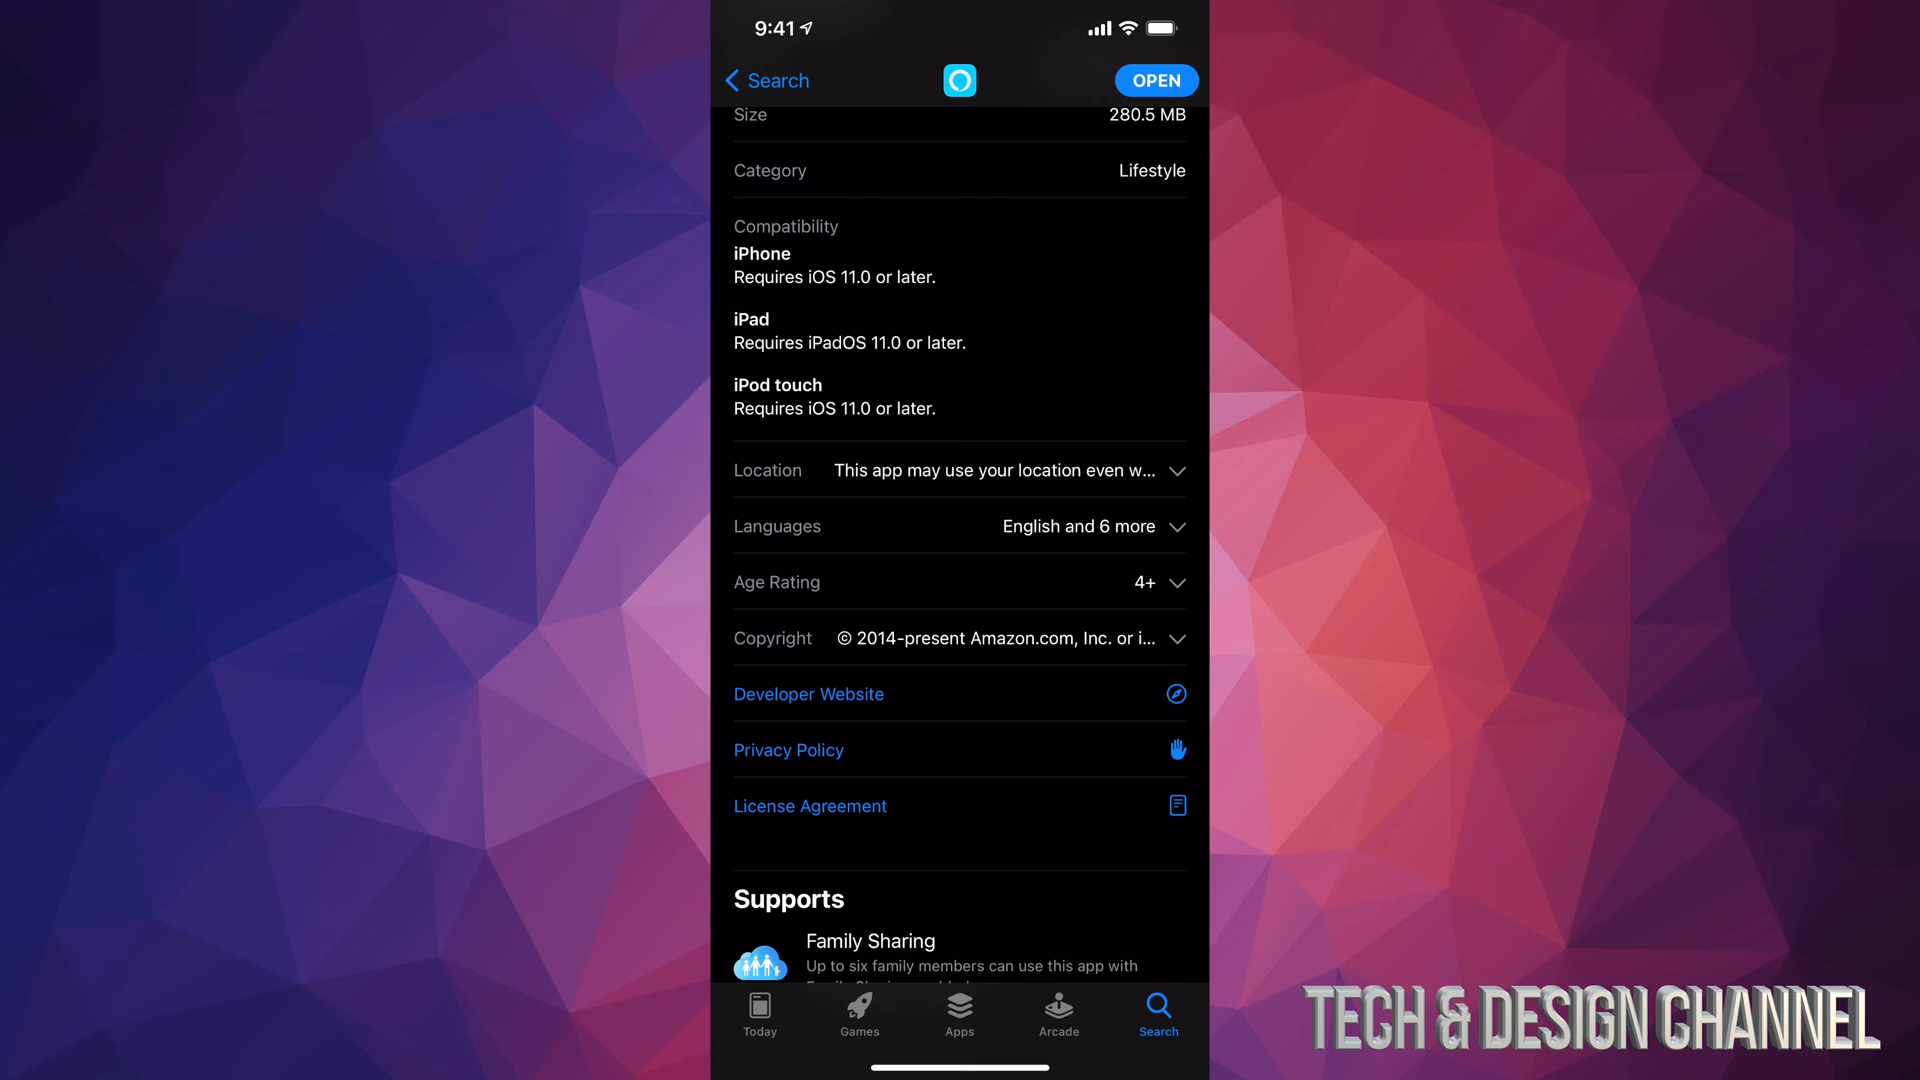 9:41
Search
OPEN
Size 280.5 MB
Category Lifestyle
Compatibility
iPhone
Requires iOS 11.0 or later.
iPad
Requires iPadOS 11.0 or later.
iPod touch
Requires iOS 11.0 or later.
Location This app may use your location even w...
Languages English and 6 more
Age Rating 4+
Copyright © 2014-present Amazon.com, Inc. or i...
Developer Website
Privacy Policy
License Agreement
Supports
Family Sharing
Up to six family members can use this app with
Today Games Apps Arcade Search
TECH & DESIGN CHANNEL